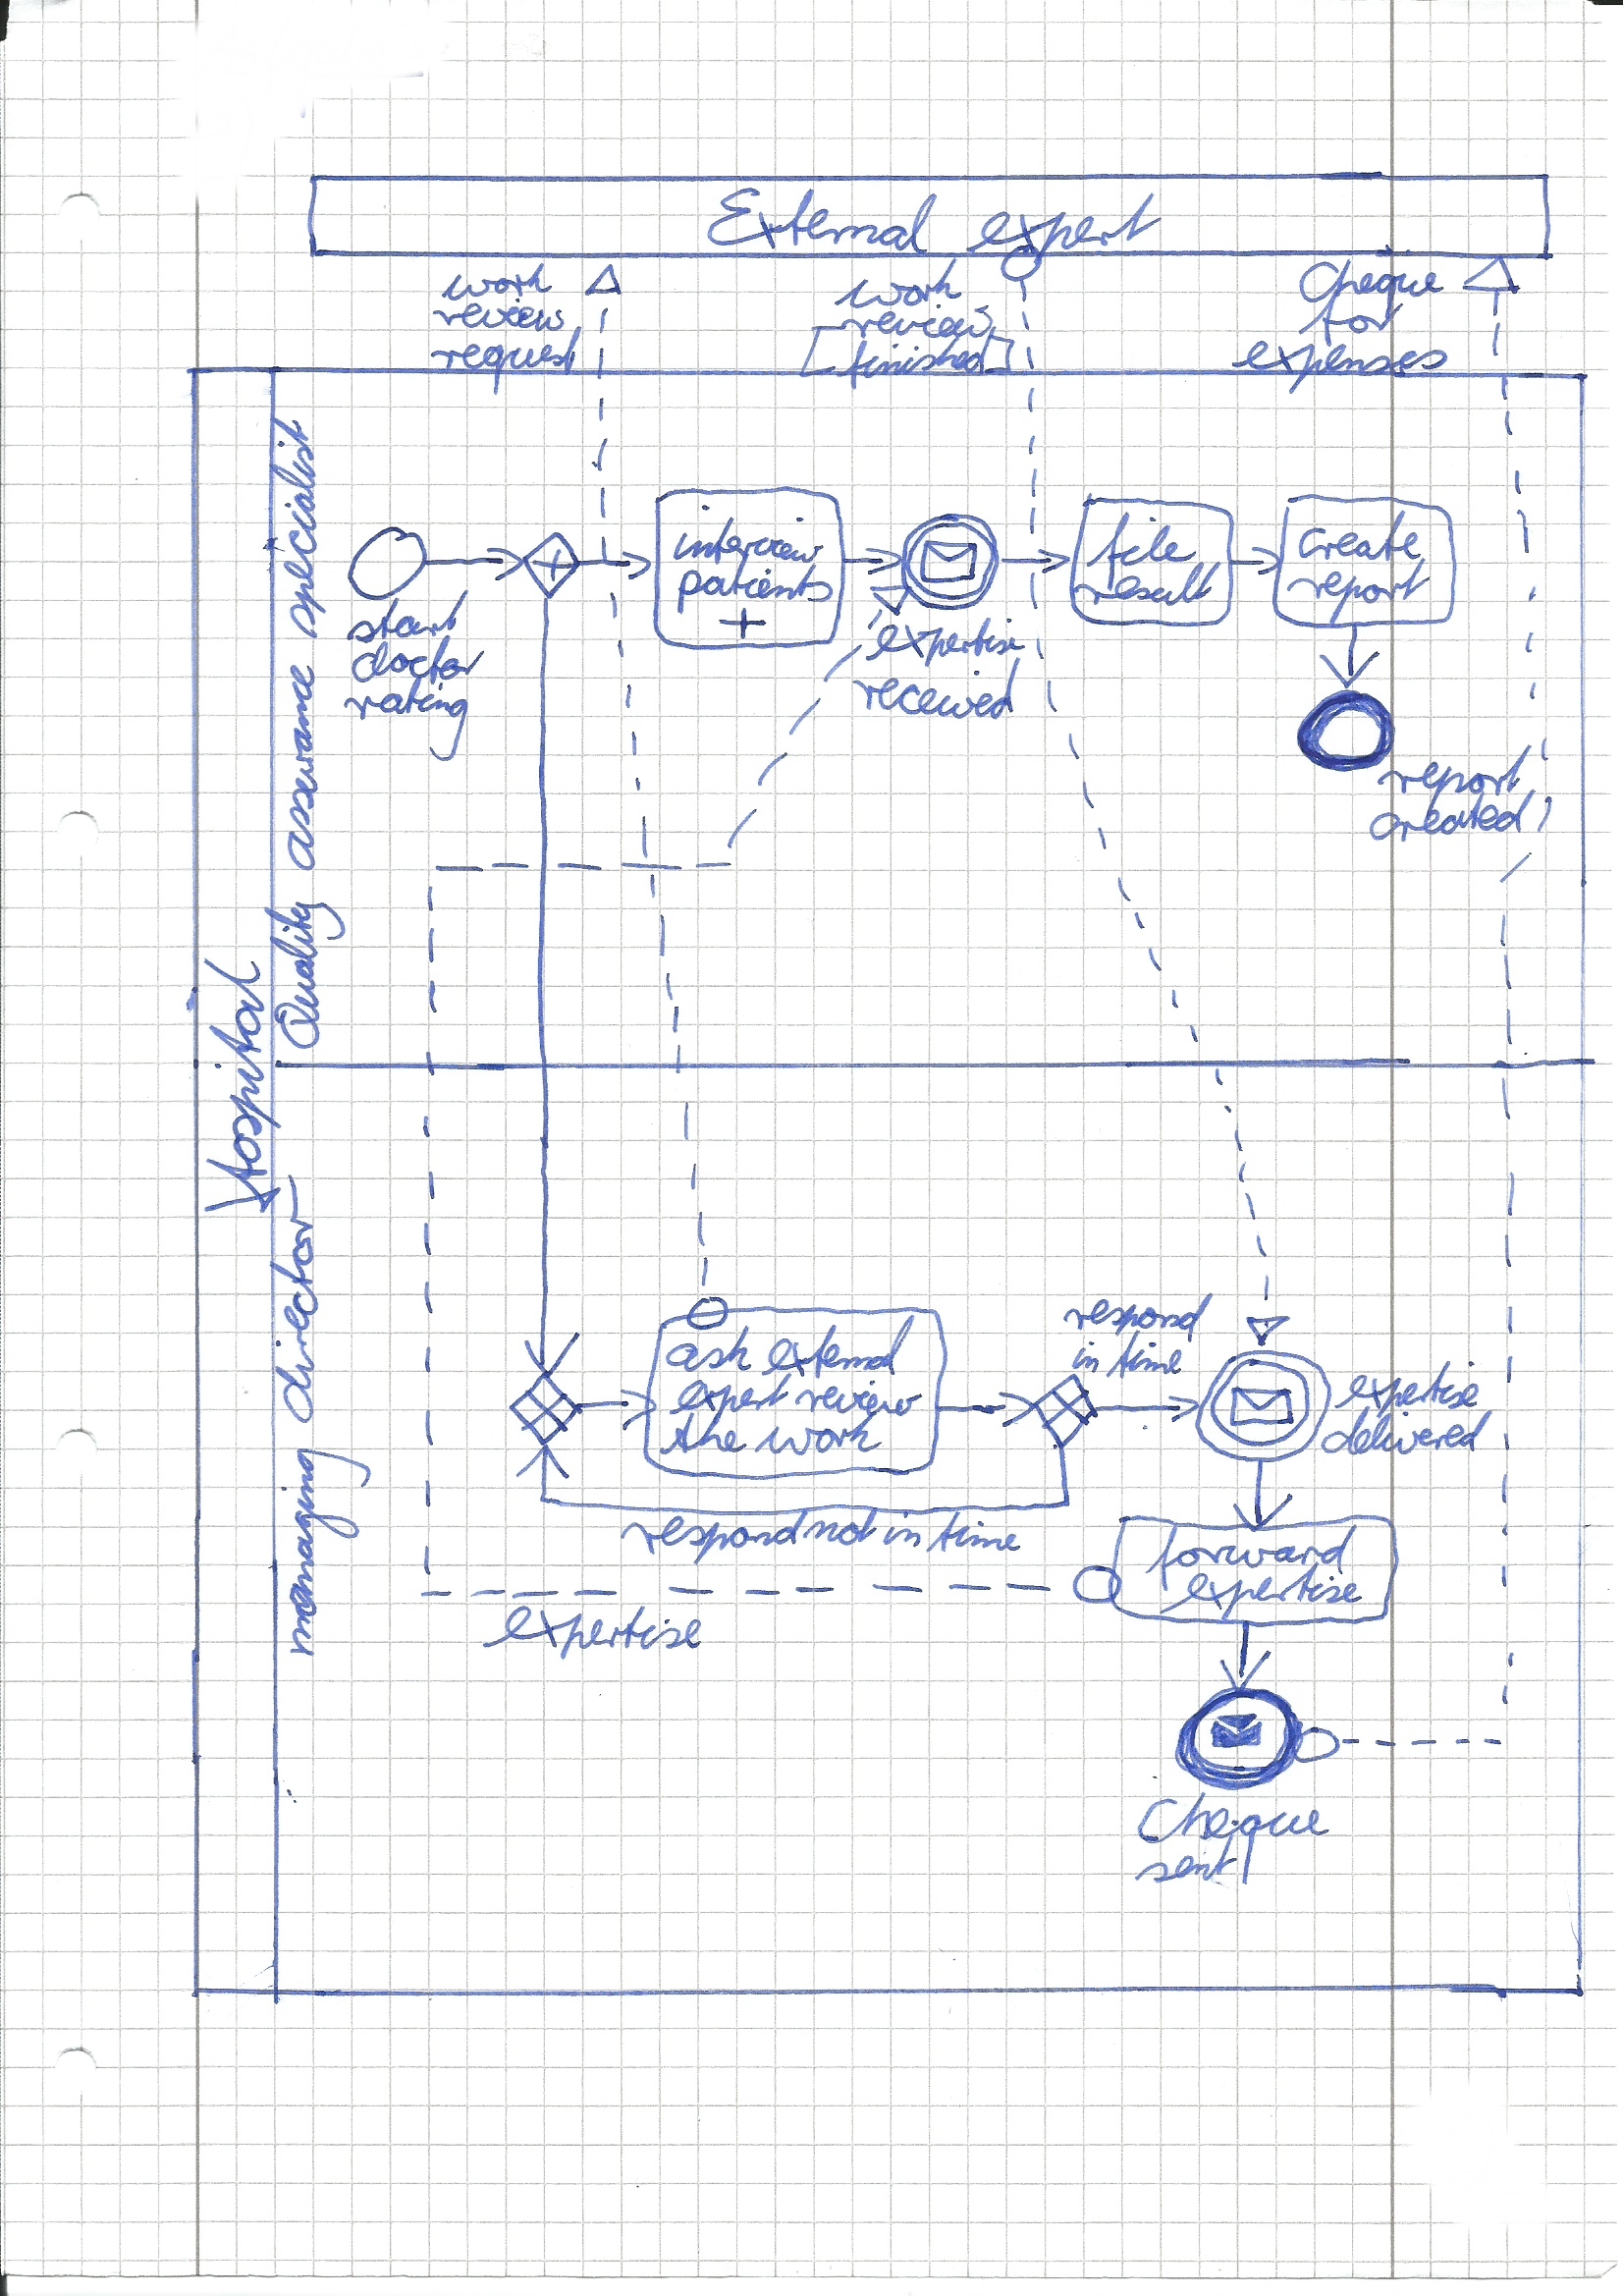 External expert
work
review
request
work
review
finished
Cheque
for
expenses
Hospital
Quality assurance specialist
start
doctor
rating
interview
patients
expertise
received
file
result
create
report
report
created
managing director
ask external
expert review
the work
respond
in time
expertise
delivered
respond not in time
forward
expertise
expertise
Cheque
sent